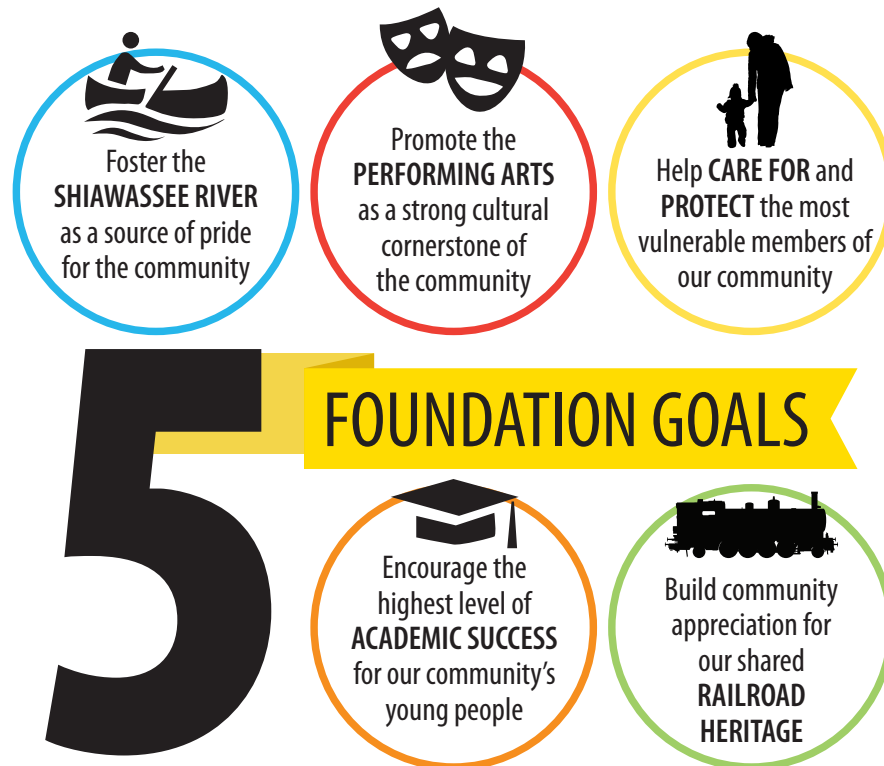 Foster the
SHIAWASSEE RIVER
as a source of pride
for the community
Promote the
PERFORMING ARTS
as a strong cultural
cornerstone of
the community
Help CARE FOR and
PROTECT the most
vulnerable members of
our community
5 FOUNDATION GOALS
Encourage the
highest level of
ACADEMIC SUCCESS
for our community’s
young people
Build community
appreciation for
our shared
RAILROAD
HERITAGE